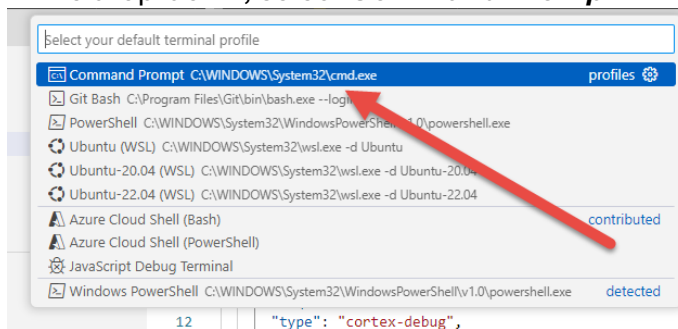 Select your default terminal profile
Command Prompt C:\WINDOWS\System32\cmd.exe profiles
Git Bash C:\Program Files\Git\bin\bash.exe --login
PowerShell C:\WINDOWS\System32\WindowsPowerShell\v1.0\powershell.exe
Ubuntu (WSL) C:\WINDOWS\System32\wsl.exe -d Ubuntu
Ubuntu-20.04 (WSL) C:\WINDOWS\System32\wsl.exe -d Ubuntu-20.04
Ubuntu-22.04 (WSL) C:\WINDOWS\System32\wsl.exe -d Ubuntu-22.04
Azure Cloud Shell (Bash) contributed
Azure Cloud Shell (PowerShell)
JavaScript Debug Terminal
Windows PowerShell C:\WINDOWS\System32\WindowsPowerShell\v1.0\powershell.exe detected
12 "type": "cortex-debug",